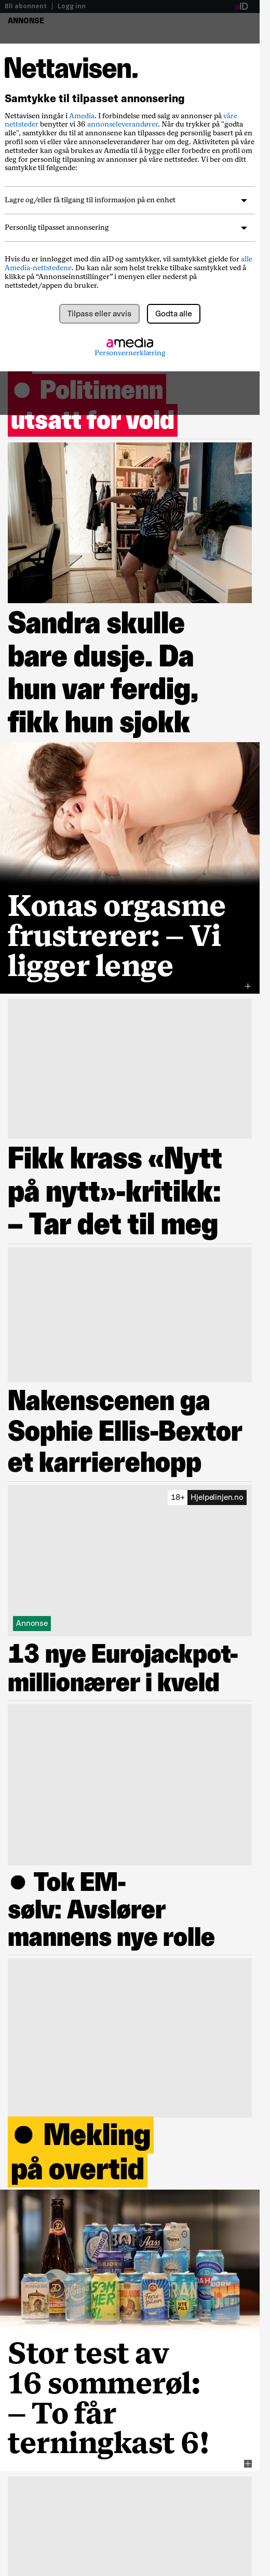 Bli abonnent | Logg inn
aID
ANNONSE
Nettavisen.
Samtykke til tilpasset annonsering
Nettavisen inngår i Amedia. I forbindelse med salg av annonser på våre
nettsteder benytter vi 36 annonseleverandører. Når du trykker på "godta
alle", samtykker du til at annonsene kan tilpasses deg personlig basert på en
profil som vi eller våre annonseleverandører har om deg. Aktiviteten på våre
nettsteder kan også brukes av Amedia til å bygge eller forbedre en profil om
deg for personlig tilpasning av annonser på våre nettsteder. Vi ber om ditt
samtykke til følgende:
Lagre og/eller få tilgang til informasjon på en enhet
Personlig tilpasset annonsering
Hvis du er innlogget med din aID og samtykker, vil samtykket gjelde for alle
Amedia-nettstedene. Du kan når som helst trekke tilbake samtykket ved å
klikke på “Annonseinnstillinger” i menyen eller nederst på
nettstedet/appen du bruker.
Tilpass eller avvis
Godta alle
amedia
Personvernerklæring
Politimenn
utsatt for vold
Sandra skulle
bare dusje. Da
hun var ferdig,
fikk hun sjokk
Konas orgasme
frustrerer: – Vi
ligger lenge
Fikk krass «Nytt
på nytt»-kritikk:
– Tar det til meg
Nakenscenen ga
Sophie Ellis-Bextor
et karrierehopp
18+ Hjelpelinjen.no
Annonse
13 nye Eurojackpot-
millionærer i kveld
Tok EM-
sølv: Avslører
mannens nye rolle
Mekling
på overtid
Stor test av
16 sommerøl:
– To får
terningkast 6!